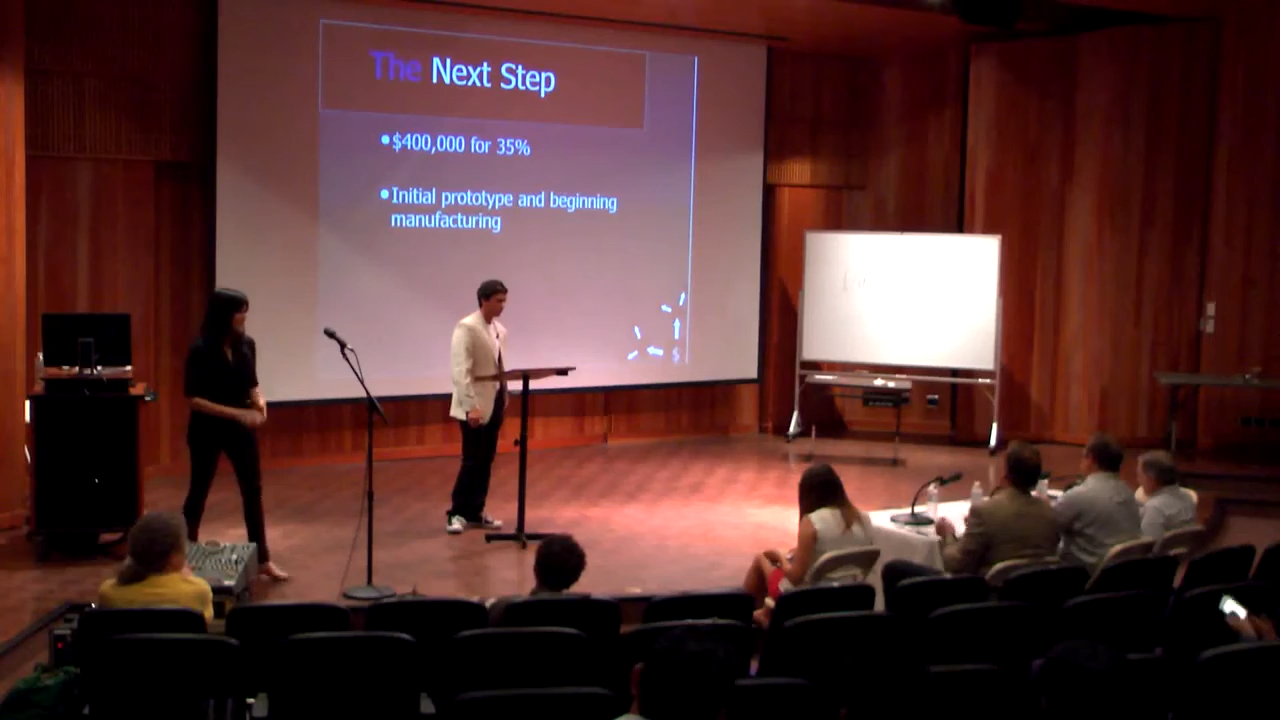 The Next Step
•$400,000 for 35%
•Initial prototype and beginning
manufacturing
$